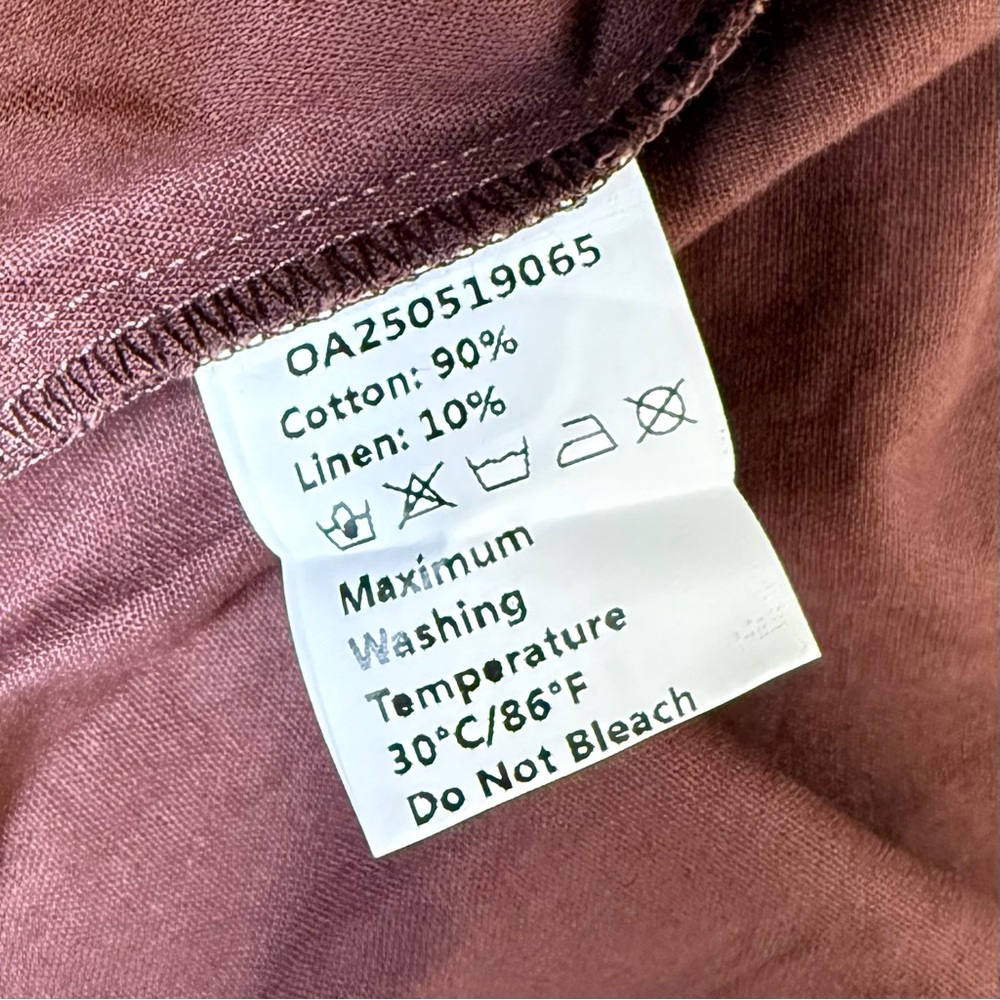 OA250519065
Cotton: 90%
Linen: 10%
Maximum
Washing
Temperature
30°C/86°F
Do Not Bleach